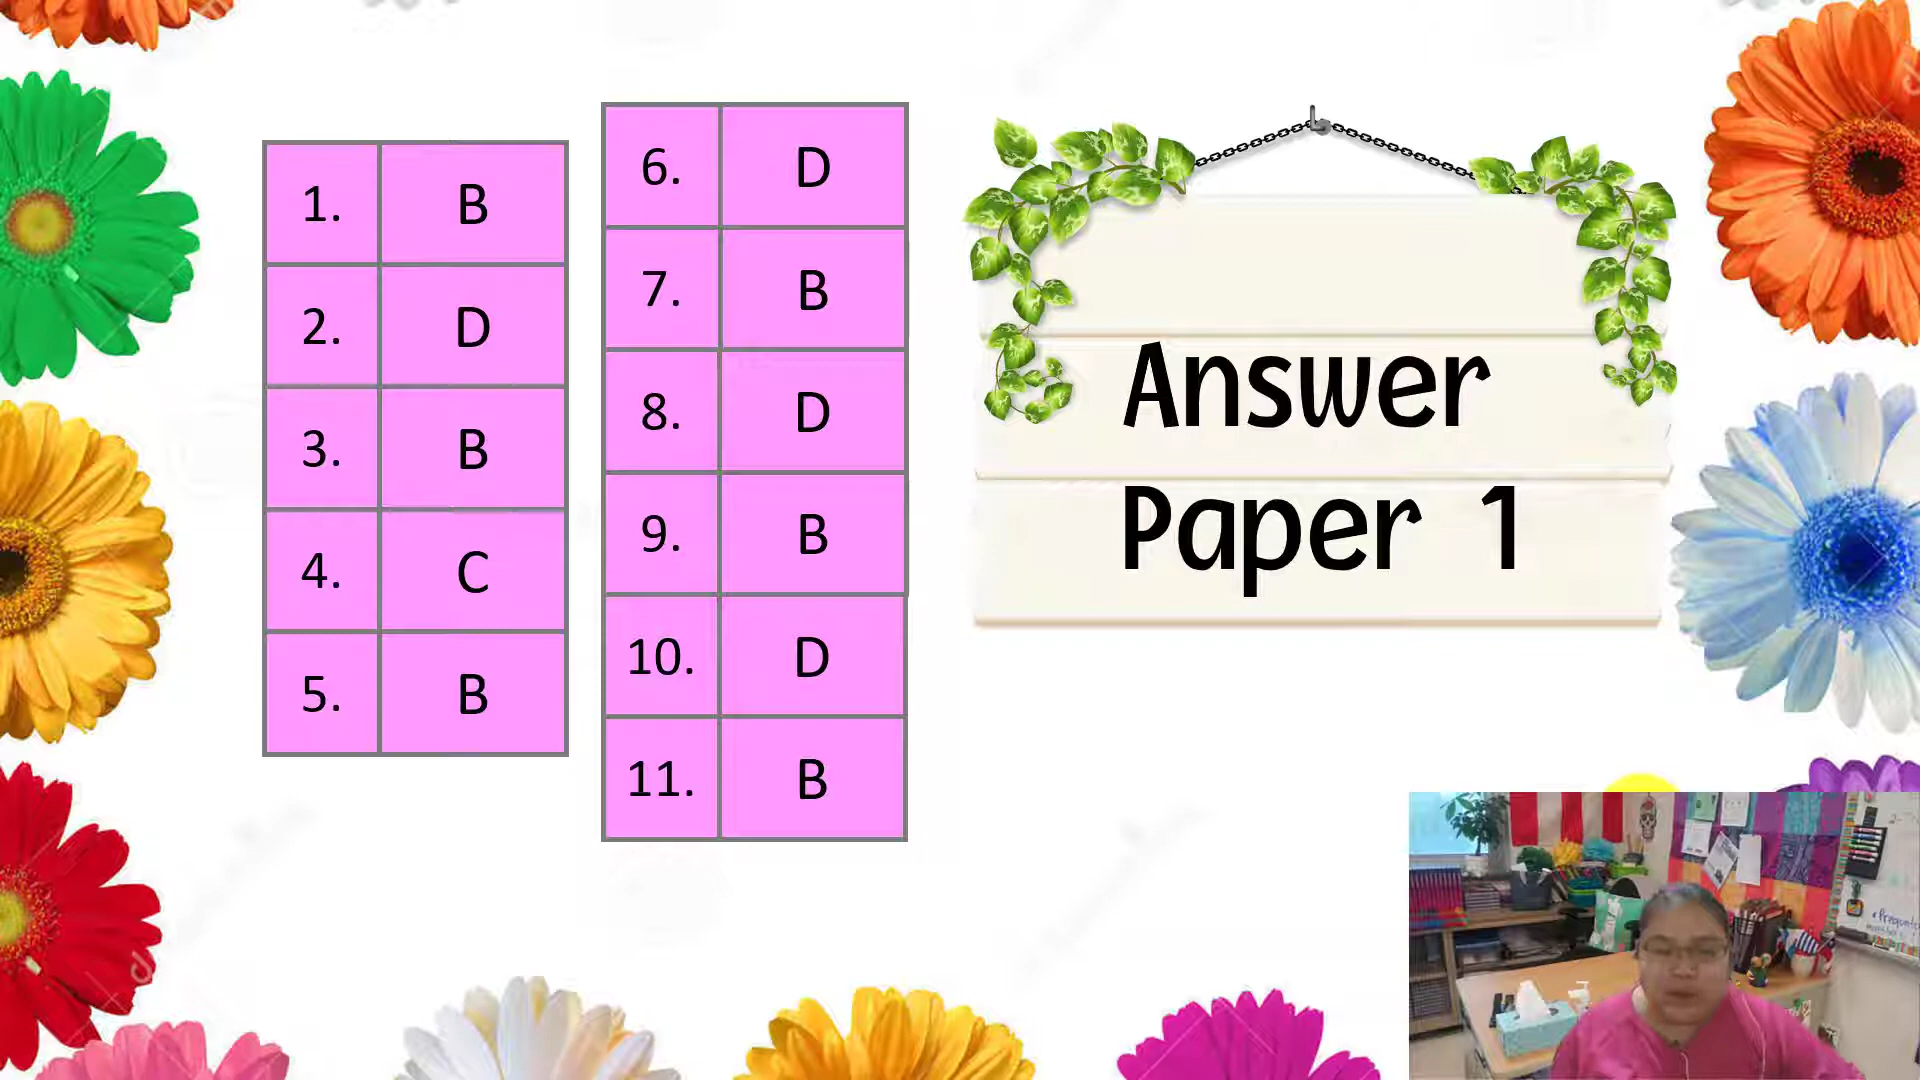 1. B
2. D
3. B
4. C
5. B
6. D
7. B
8. D
9. B
10. D
11. B
Answer
Paper 1